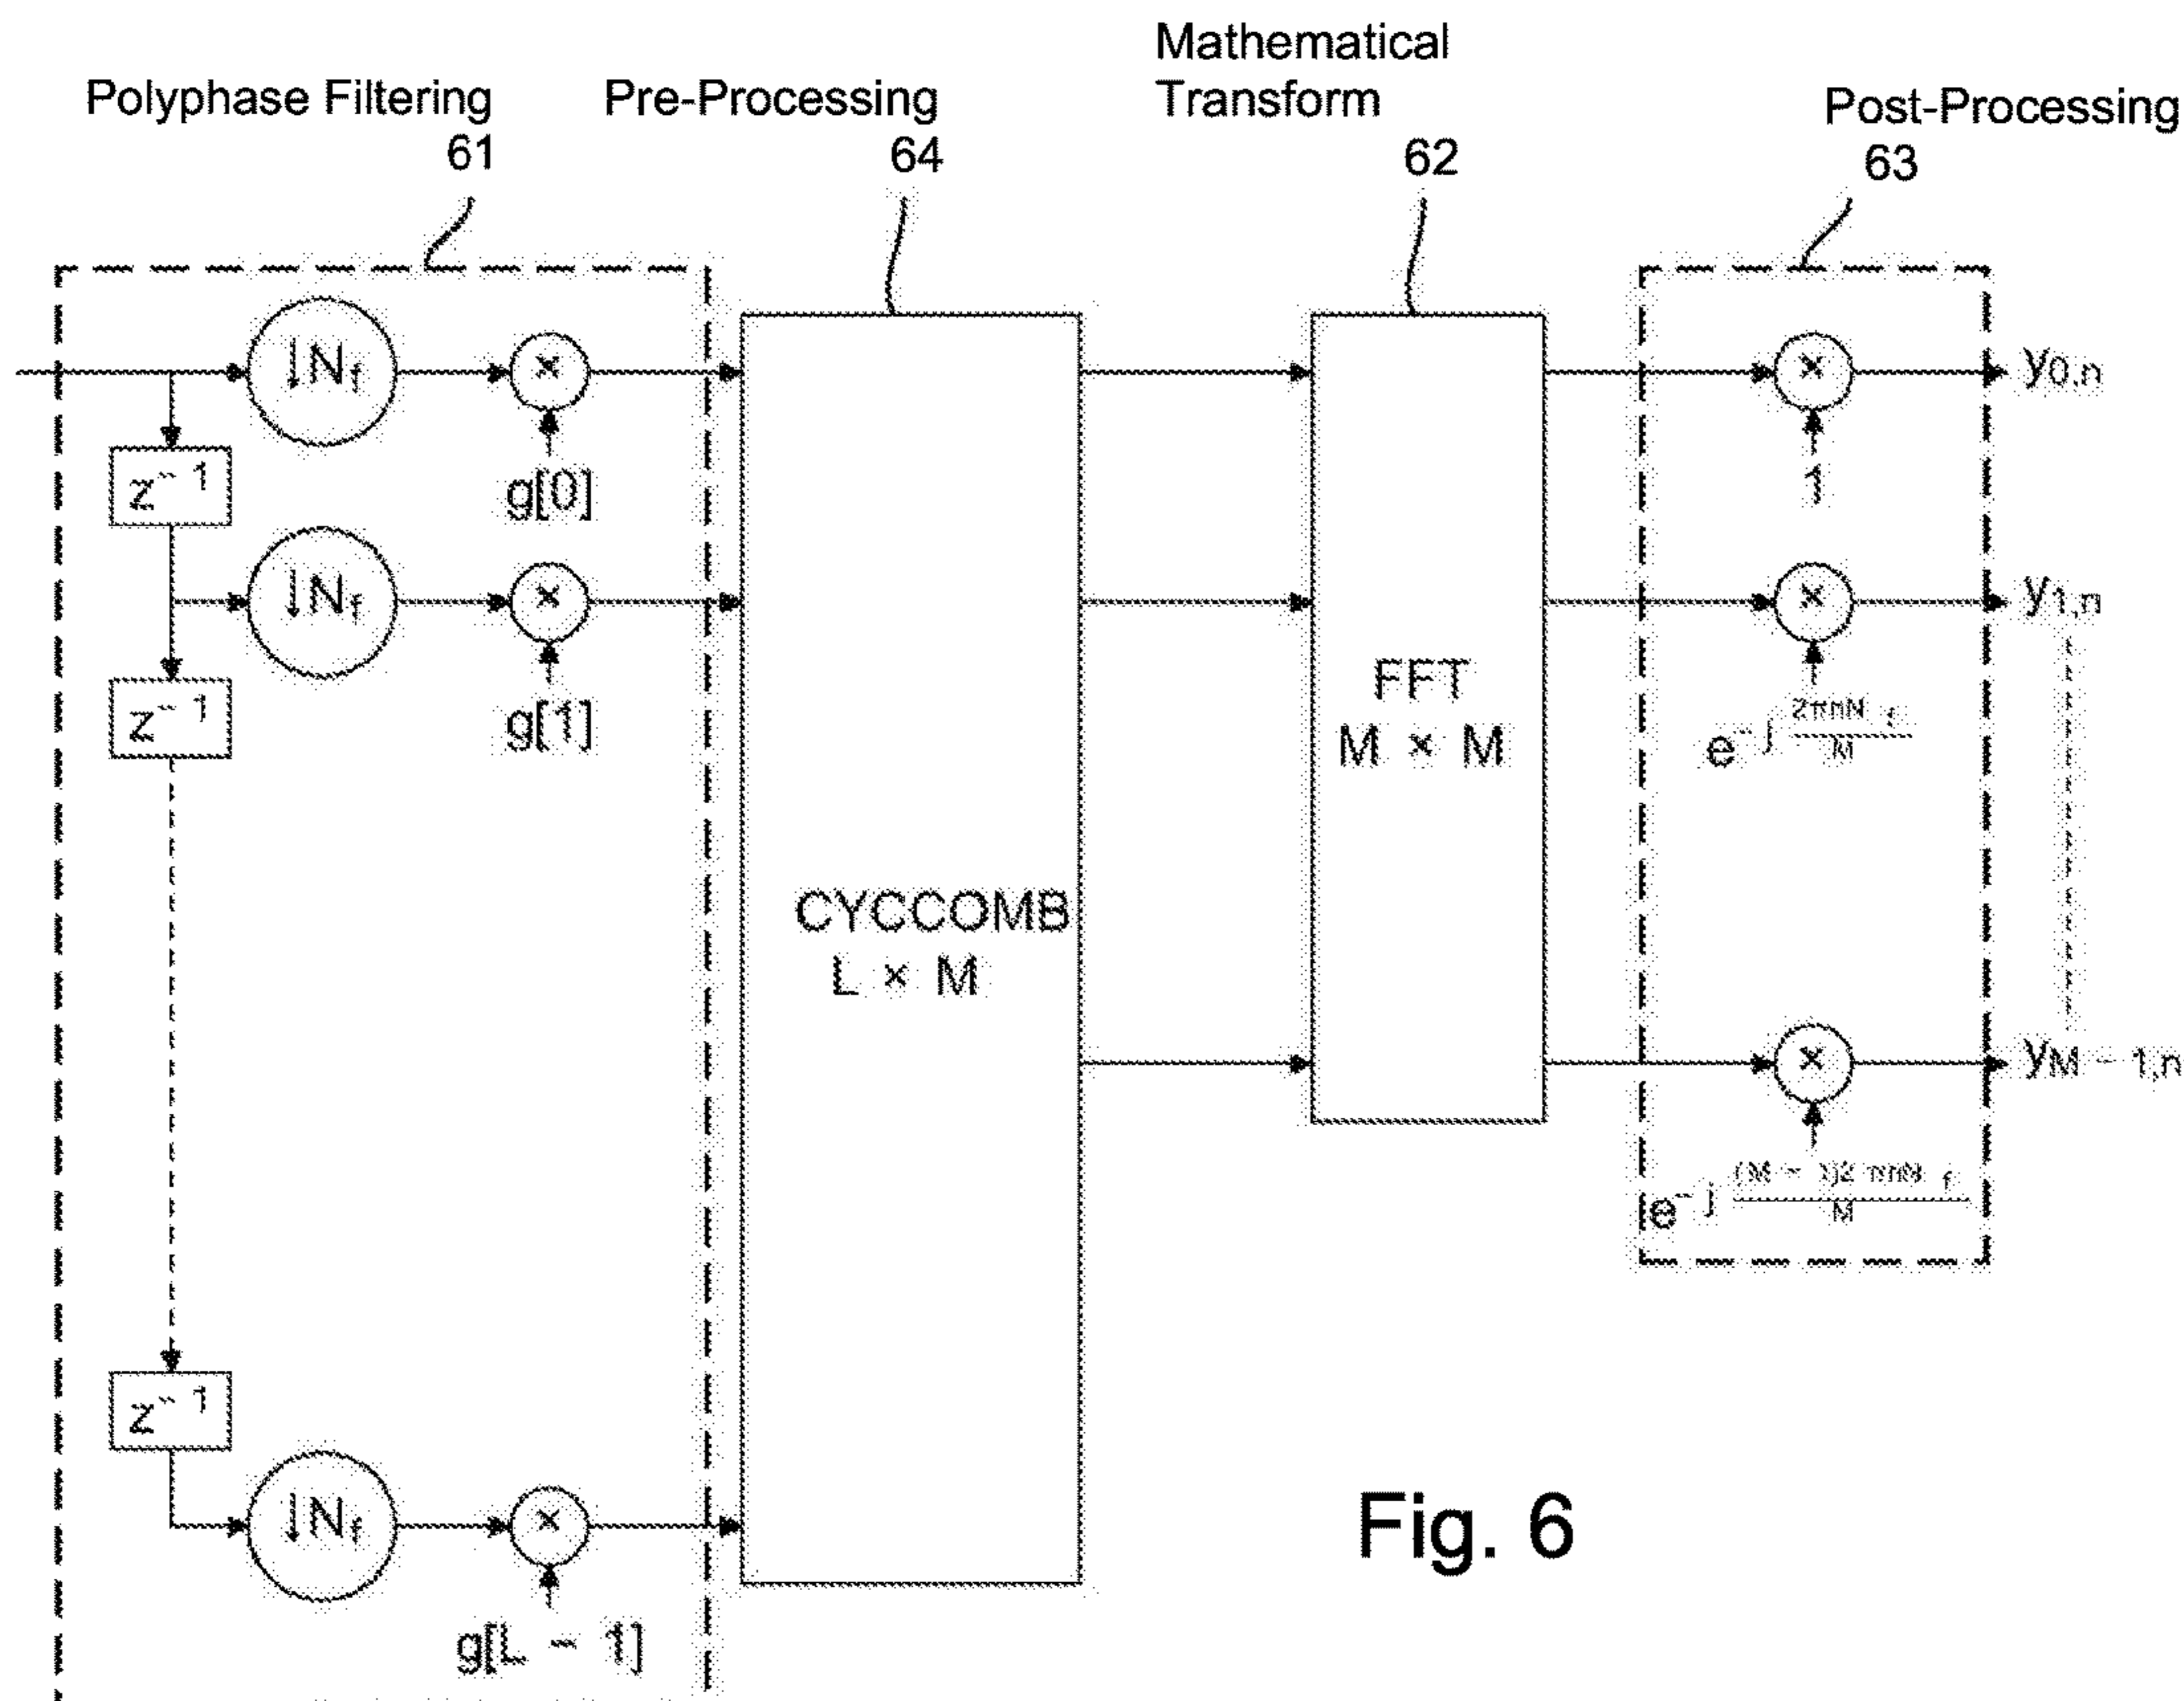 Mathematical
Transform
62
Polyphase Filtering
61
Pre-Processing
64
Post-Processing
63
↓Nf
×
g[0]
z⁻¹
↓Nf
×
g[1]
z⁻¹
z⁻¹
↓Nf
×
g[L − 1]
CYCCOMB
L × M
FFT
M × M
×
1
y0,n
×
y1,n
e^−j
M
×
yM − 1,n
e^−j
M
Fig. 6